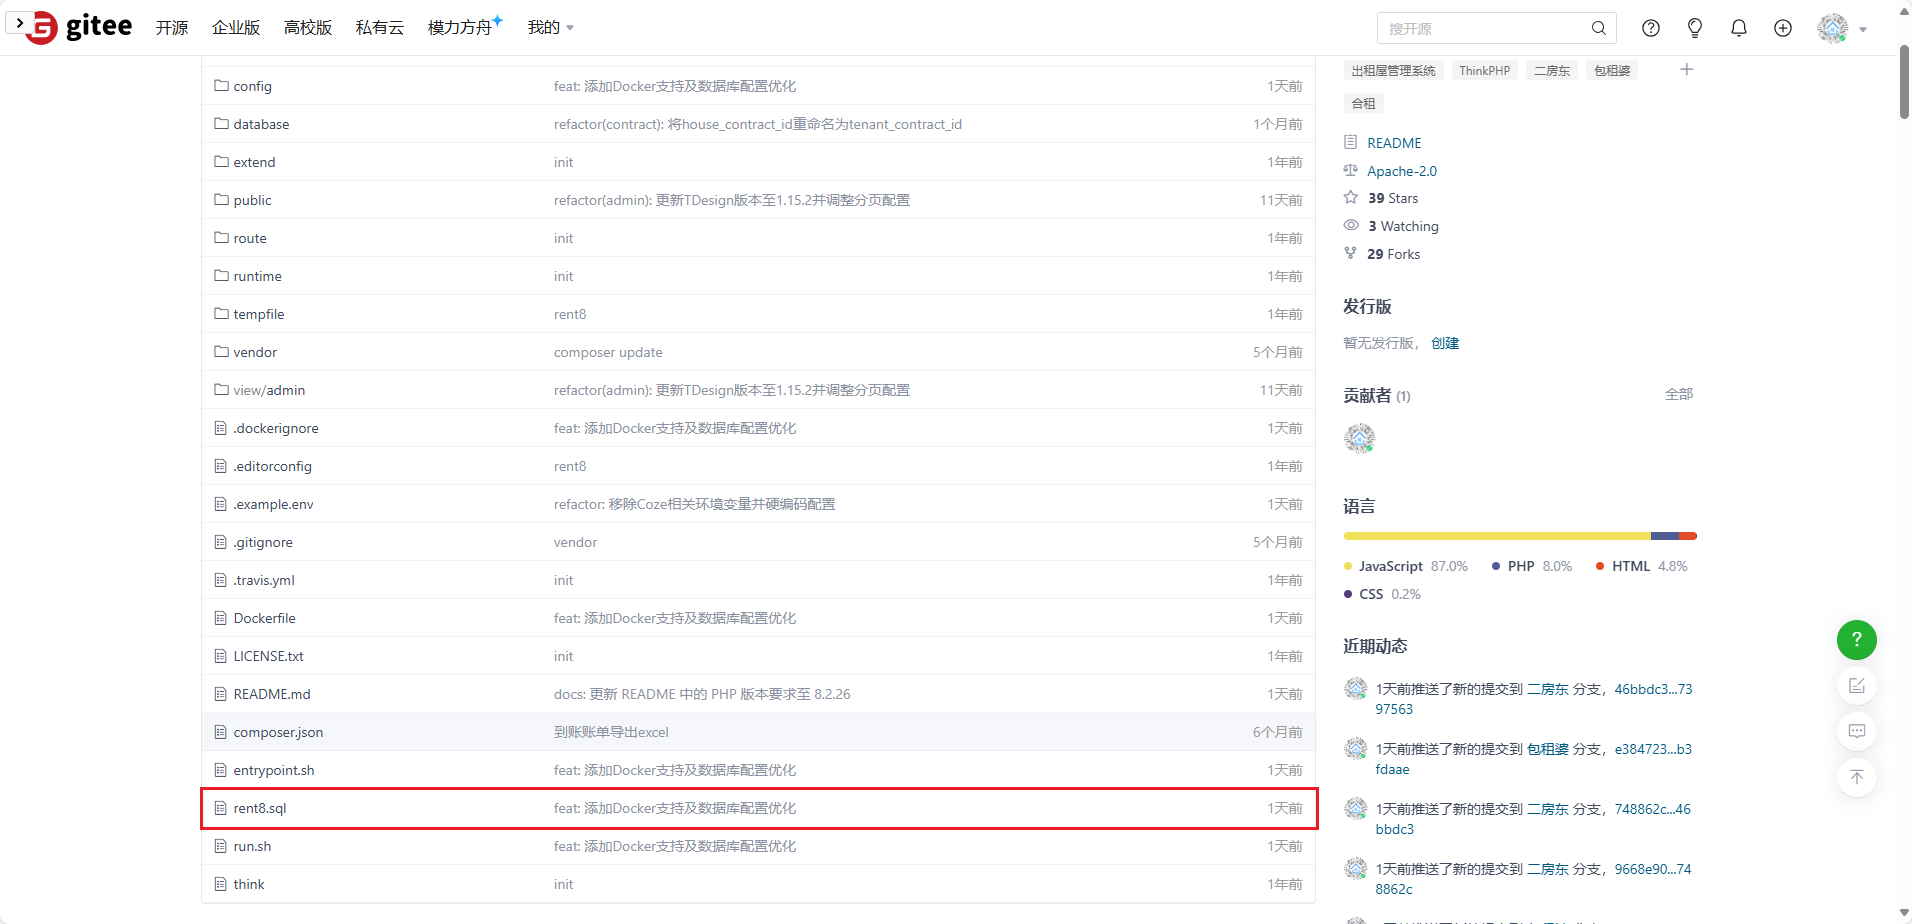 gitee 开源 企业版 高校版 私有云 模力方舟 我的 搜开源
config feat: 添加Docker支持及数据库配置优化 1天前
database refactor(contract): 将house_contract_id重命名为tenant_contract_id 1个月前
extend init 1年前
public refactor(admin): 更新TDesign版本至1.15.2并调整分页配置 11天前
route init 1年前
runtime init 1年前
tempfile rent8 1年前
vendor composer update 5个月前
view/admin refactor(admin): 更新TDesign版本至1.15.2并调整分页配置 11天前
.dockerignore feat: 添加Docker支持及数据库配置优化 1天前
.editorconfig rent8 1年前
.example.env refactor: 移除Coze相关环境变量并硬编码配置 1天前
.gitignore vendor 5个月前
.travis.yml init 1年前
Dockerfile feat: 添加Docker支持及数据库配置优化 1天前
LICENSE.txt init 1年前
README.md docs: 更新 README 中的 PHP 版本要求至 8.2.26 1天前
composer.json 到账账单导出excel 6个月前
entrypoint.sh feat: 添加Docker支持及数据库配置优化 1天前
rent8.sql feat: 添加Docker支持及数据库配置优化 1天前
run.sh feat: 添加Docker支持及数据库配置优化 1天前
think init 1年前
出租屋管理系统 ThinkPHP 二房东 包租婆
合租
README
Apache-2.0
39 Stars
3 Watching
29 Forks
发行版
暂无发行版， 创建
贡献者 (1) 全部
语言
JavaScript 87.0% PHP 8.0% HTML 4.8%
CSS 0.2%
近期动态
1天前推送了新的提交到 二房东 分支，46bbdc3...73
97563
1天前推送了新的提交到 包租婆 分支，e384723...b3
fdaae
1天前推送了新的提交到 二房东 分支，748862c...46
bbdc3
1天前推送了新的提交到 二房东 分支，9668e90...74
8862c